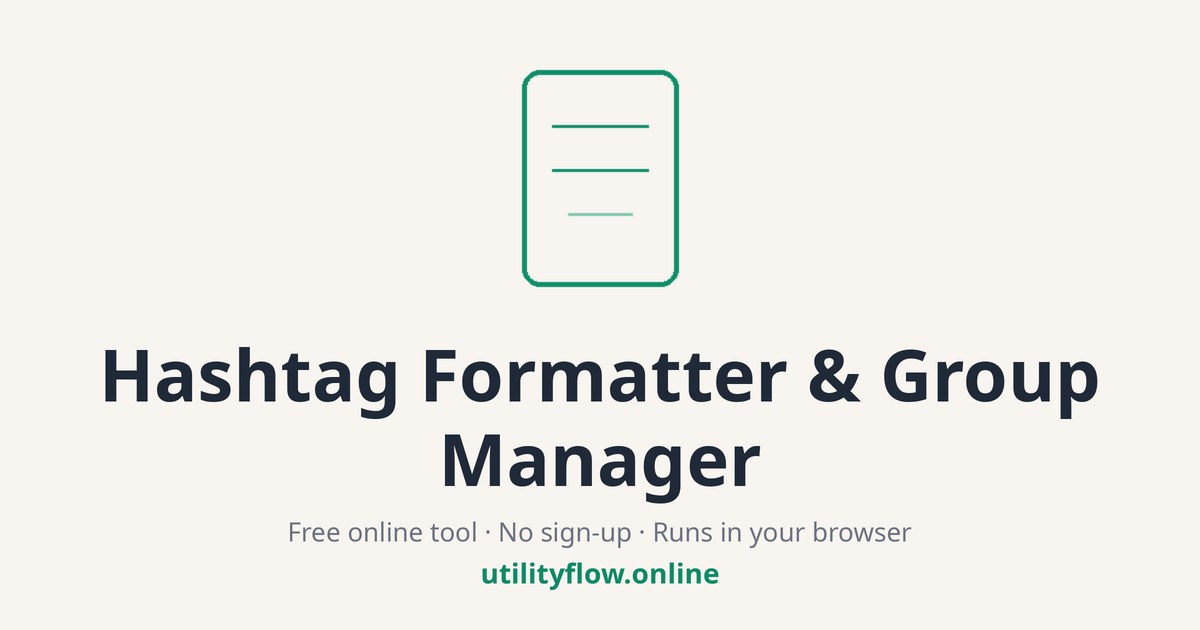 Hashtag Formatter & Group
Manager
Free online tool · No sign-up · Runs in your browser
utilityflow.online